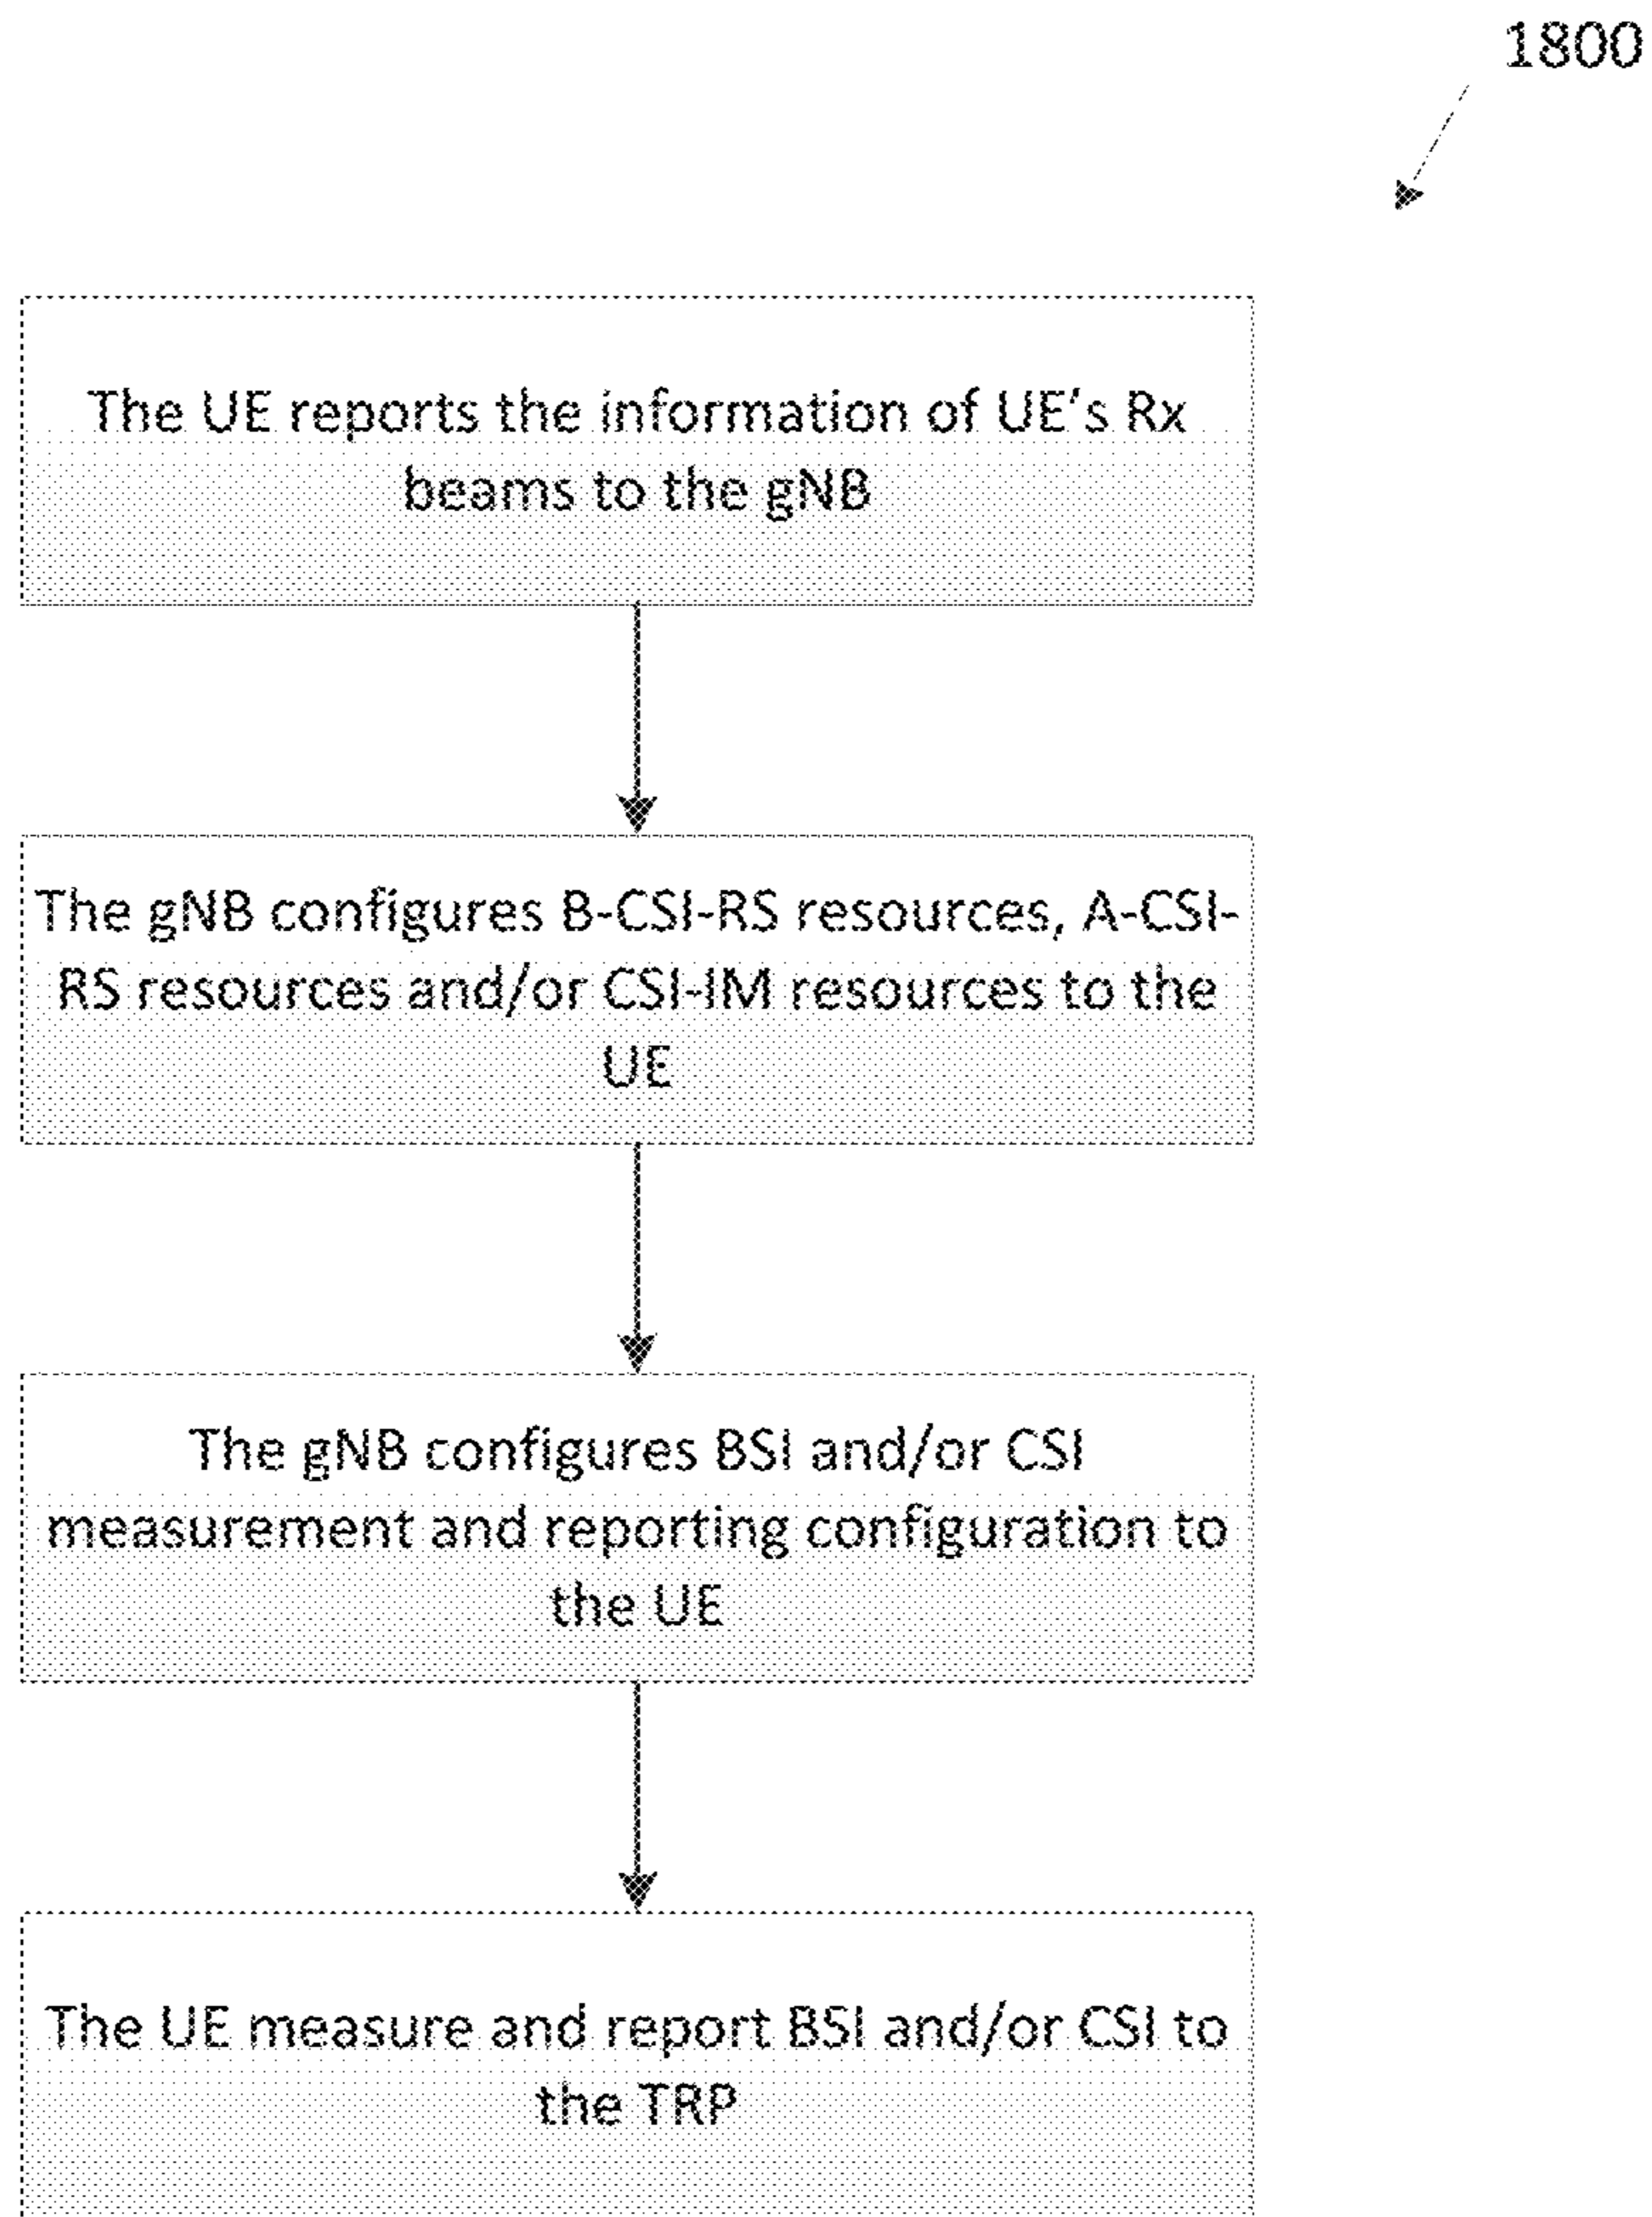 1800
The UE reports the information of UE's Rx
beams to the gNB
The gNB configures B-CSI-RS resources, A-CSI-
RS resources and/or CSI-IM resources to the
UE
The gNB configures BSI and/or CSI
measurement and reporting configuration to
the UE
The UE measure and report BSI and/or CSI to
the TRP